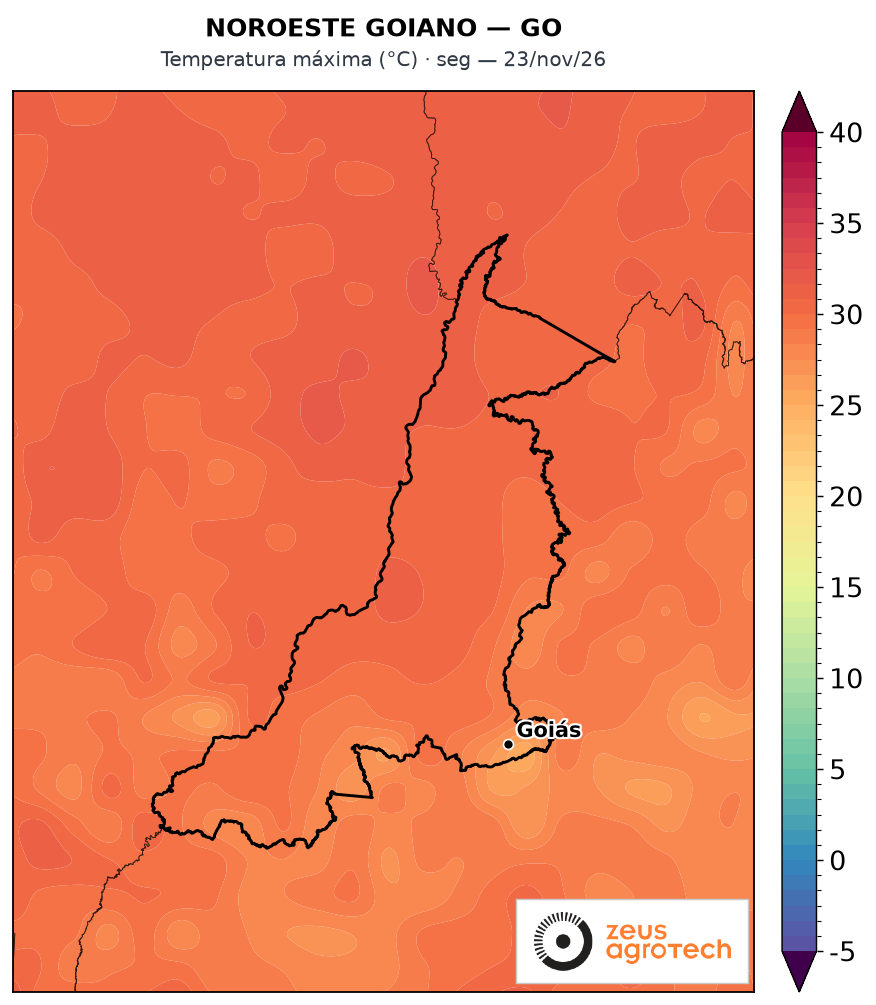 NOROESTE GOIANO — GO
Temperatura máxima (°C) · seg — 23/nov/26
40
35
30
25
20
15
10
5
0
-5
Goiás
zeus
agrotech